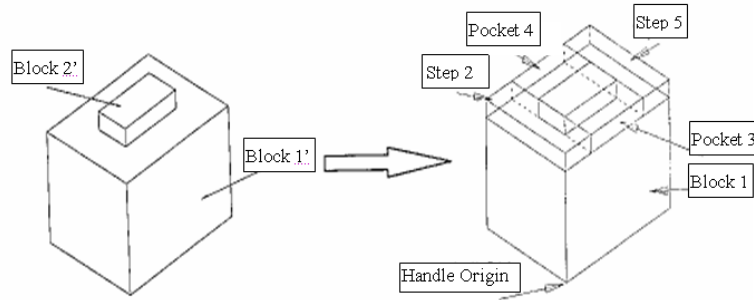 Block 2’
Block 1’
Pocket 4
Step 5
Step 2
Pocket 3
Block 1
Handle Origin